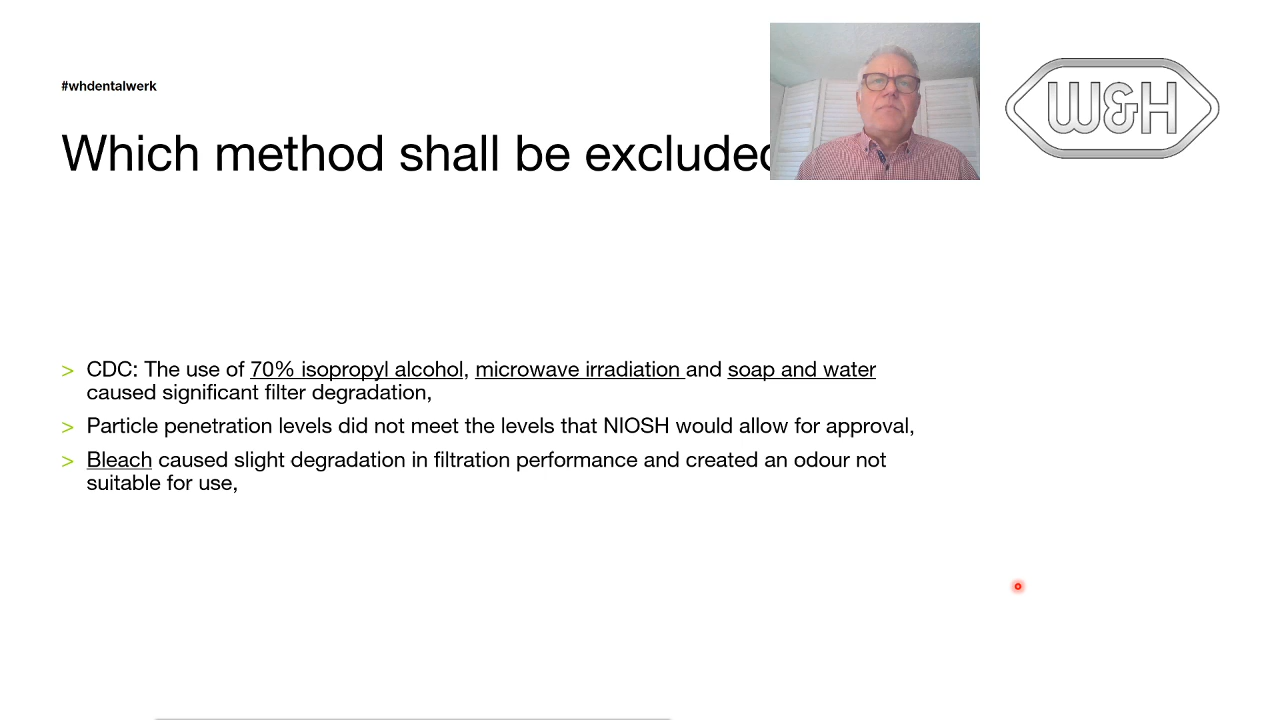 #whdentalwerk
W&H
Which method shall be excluded
> CDC: The use of 70% isopropyl alcohol, microwave irradiation and soap and water
caused significant filter degradation,
> Particle penetration levels did not meet the levels that NIOSH would allow for approval,
> Bleach caused slight degradation in filtration performance and created an odour not
suitable for use,